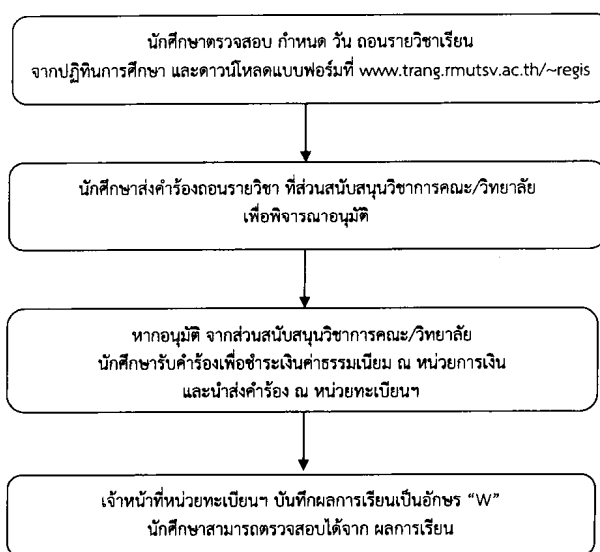 นักศึกษาตรวจสอบ กำหนด วัน ถอนรายวิชาเรียน
จากปฏิทินการศึกษา และดาวน์โหลดแบบฟอร์มที่ www.trang.rmutsv.ac.th/~regis
นักศึกษาส่งคำร้องถอนรายวิชา ที่ส่วนสนับสนุนวิชาการคณะ/วิทยาลัย
เพื่อพิจารณาอนุมัติ
หากอนุมัติ จากส่วนสนับสนุนวิชาการคณะ/วิทยาลัย
นักศึกษารับคำร้องเพื่อชำระเงินค่าธรรมเนียม ณ หน่วยการเงิน
และนำส่งคำร้อง ณ หน่วยทะเบียนฯ
เจ้าหน้าที่หน่วยทะเบียนฯ บันทึกผลการเรียนเป็นอักษร “W”
นักศึกษาสามารถตรวจสอบได้จาก ผลการเรียน